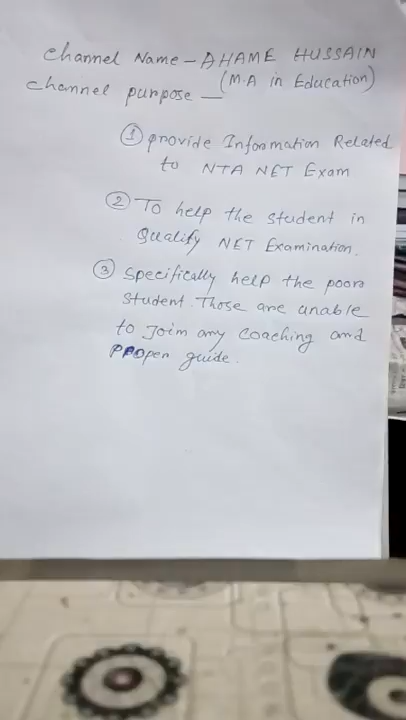 Channel Name - AHAME HUSSAIN
(M.A in Education)
Channel purpose -
① provide Information Related
to NTA NET Exam
② To help the student in
Qualify NET Examination.
③ Specifically help the poor
student. Those are unable
to Join any coaching and
proper guide.